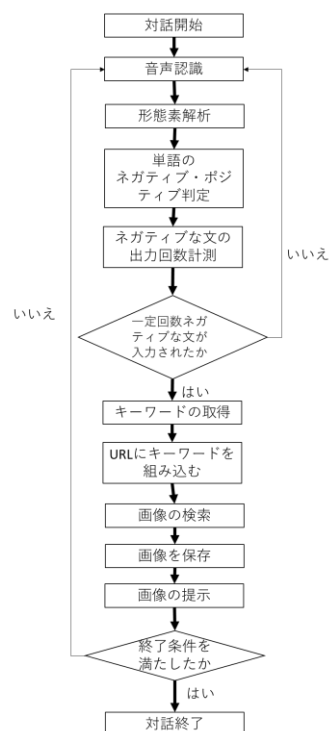 対話開始
音声認識
形態素解析
単語の
ネガティブ・ポジ
ティブ判定
ネガティブな文の
出力回数計測
いいえ
いいえ
一定回数ネガ
ティブな文が
入力されたか
はい
キーワードの取得
URLにキーワードを
組み込む
画像の検索
画像を保存
画像の提示
終了条件を
満たしたか
はい
対話終了